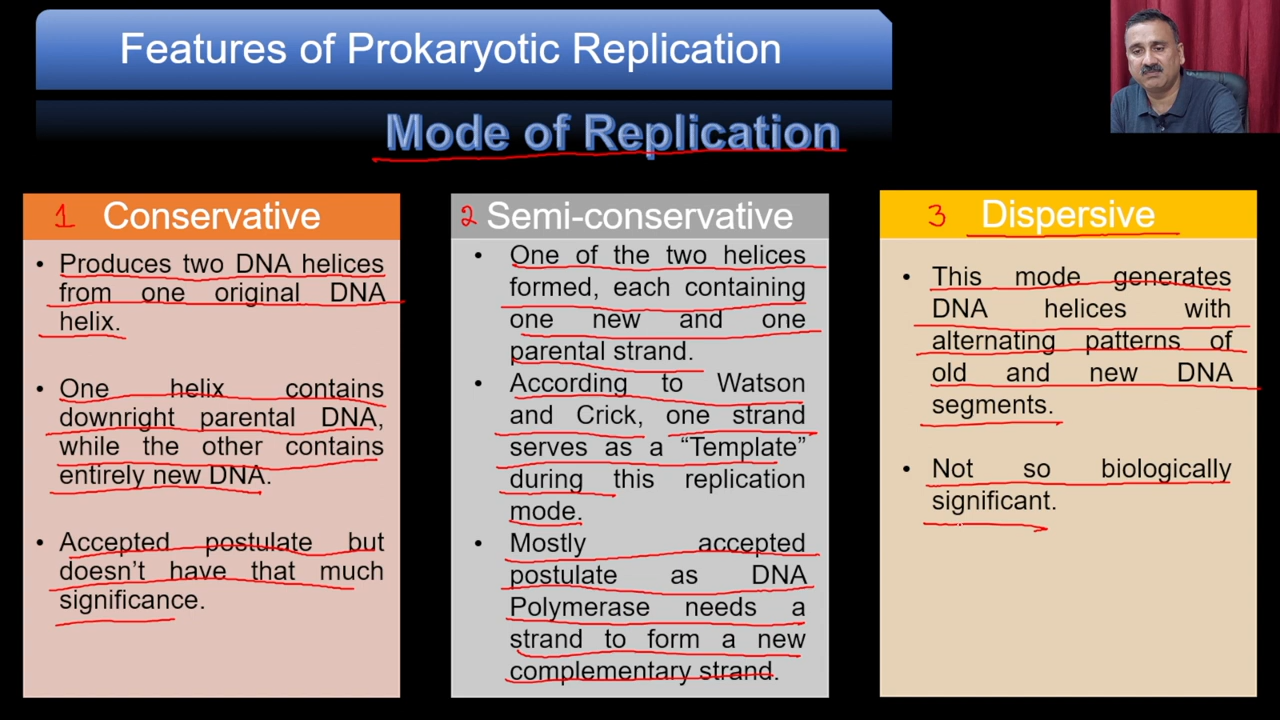 Features of Prokaryotic Replication
Mode of Replication
1 Conservative
• Produces two DNA helices
from one original DNA
helix.
• One helix contains
downright parental DNA,
while the other contains
entirely new DNA.
• Accepted postulate but
doesn't have that much
significance.
2 Semi-conservative
• One of the two helices
formed, each containing
one new and one
parental strand.
• According to Watson
and Crick, one strand
serves as a “Template”
during this replication
mode.
• Mostly accepted
postulate as DNA
Polymerase needs a
strand to form a new
complementary strand.
3 Dispersive
• This mode generates
DNA helices with
alternating patterns of
old and new DNA
segments.
• Not so biologically
significant.